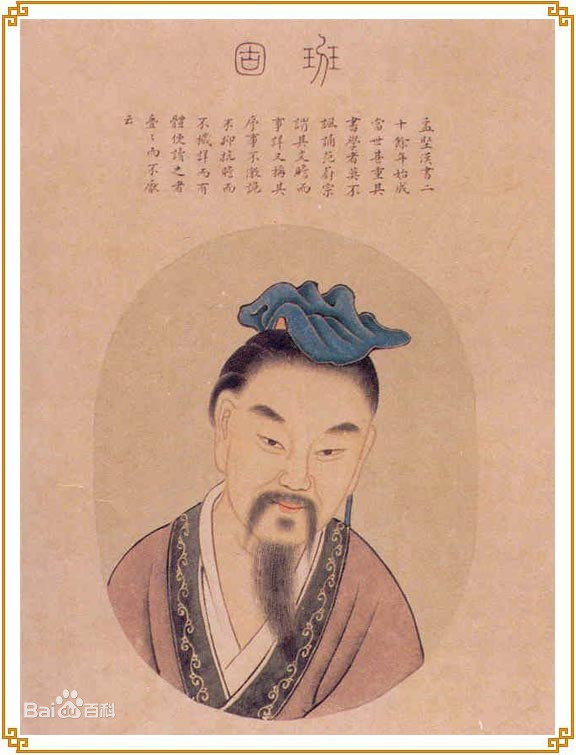 班固
孟堅漢書二
十餘年始成
當世甚重其
書學者莫不
諷誦范蔚宗
謂其文贍而
事詳又稱其
序事不激詭
不抑抗贍而
不穢詳而有
體使讀之者
亹〻而不厭
云
Baidu百科